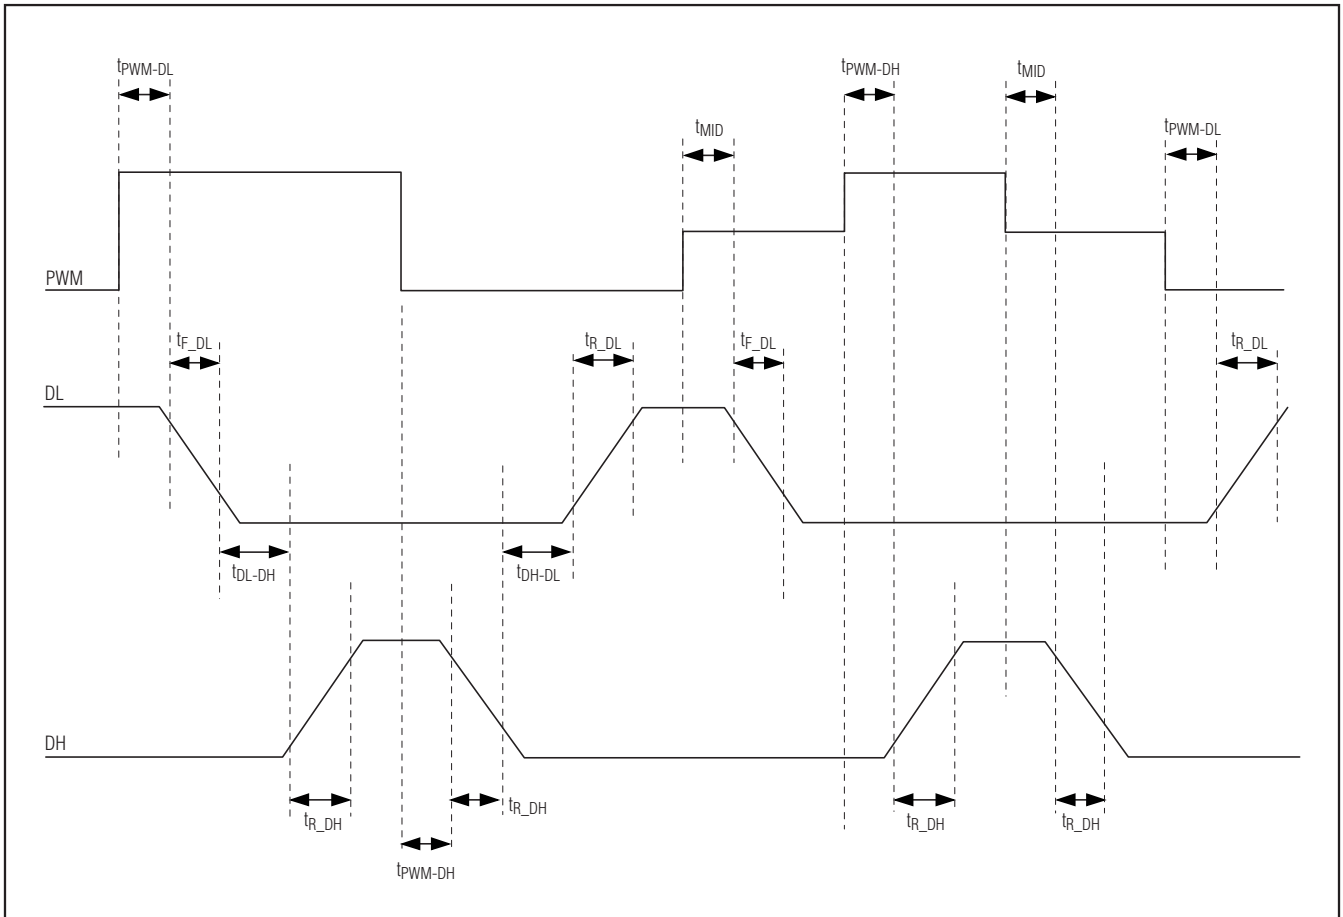 tPWM-DL
tPWM-DH
tMID
tMID
tPWM-DL
PWM
tF_DL
tR_DL
tF_DL
tR_DL
DL
tDL-DH
tDH-DL
DH
tR_DH
tR_DH
tR_DH
tR_DH
tPWM-DH